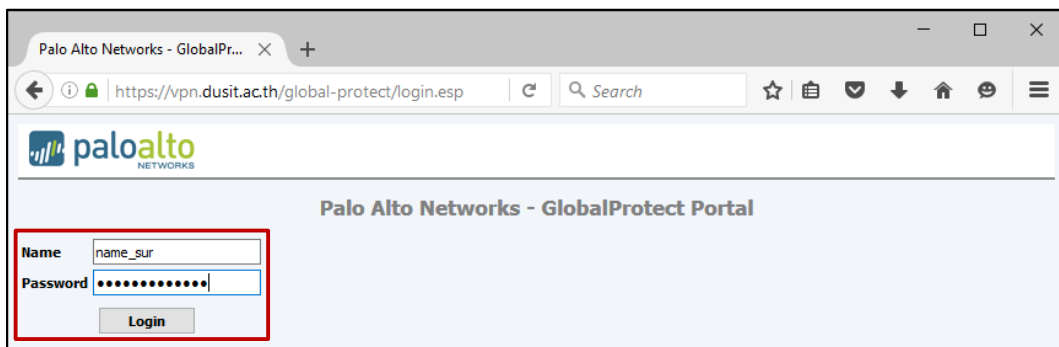 Palo Alto Networks - GlobalPr...
https://vpn.dusit.ac.th/global-protect/login.esp
Search
paloalto
NETWORKS
Palo Alto Networks - GlobalProtect Portal
Name name_sur
Password •••••••••••••
Login